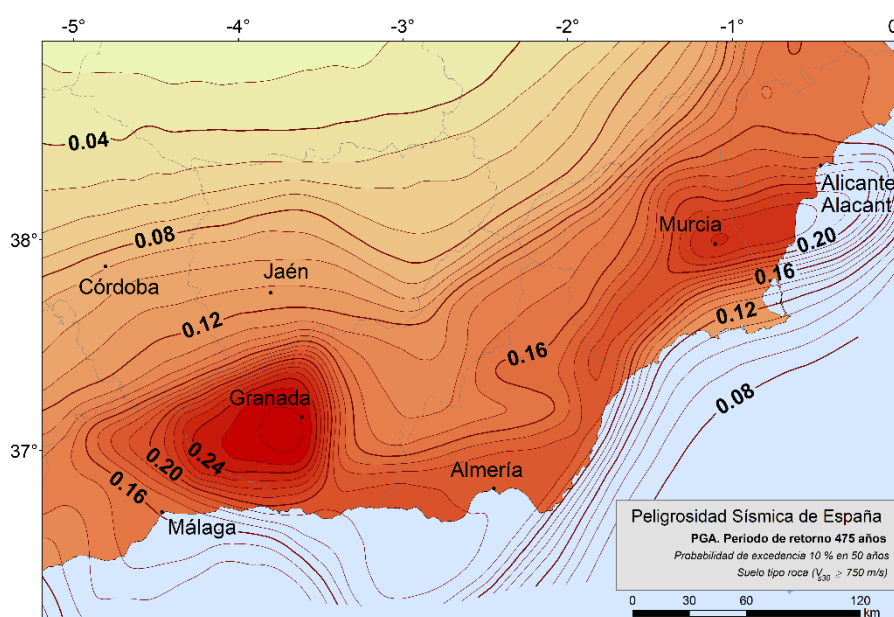 -5° -4° -3° -2° -1° 0
0.04
Alicante
Alacant
38° 0.08 Murcia 0.20
Jaén 0.16
Córdoba
0.12 0.12
0.16
Granada 0.08
37°
0.24 Almería
0.20
0.16
Málaga
Peligrosidad Sísmica de España
PGA. Periodo de retorno 475 años
Probabilidad de excedencia 10 % en 50 años
Suelo tipo roca (Vs30 ≥ 750 m/s)
0 30 60 120
km